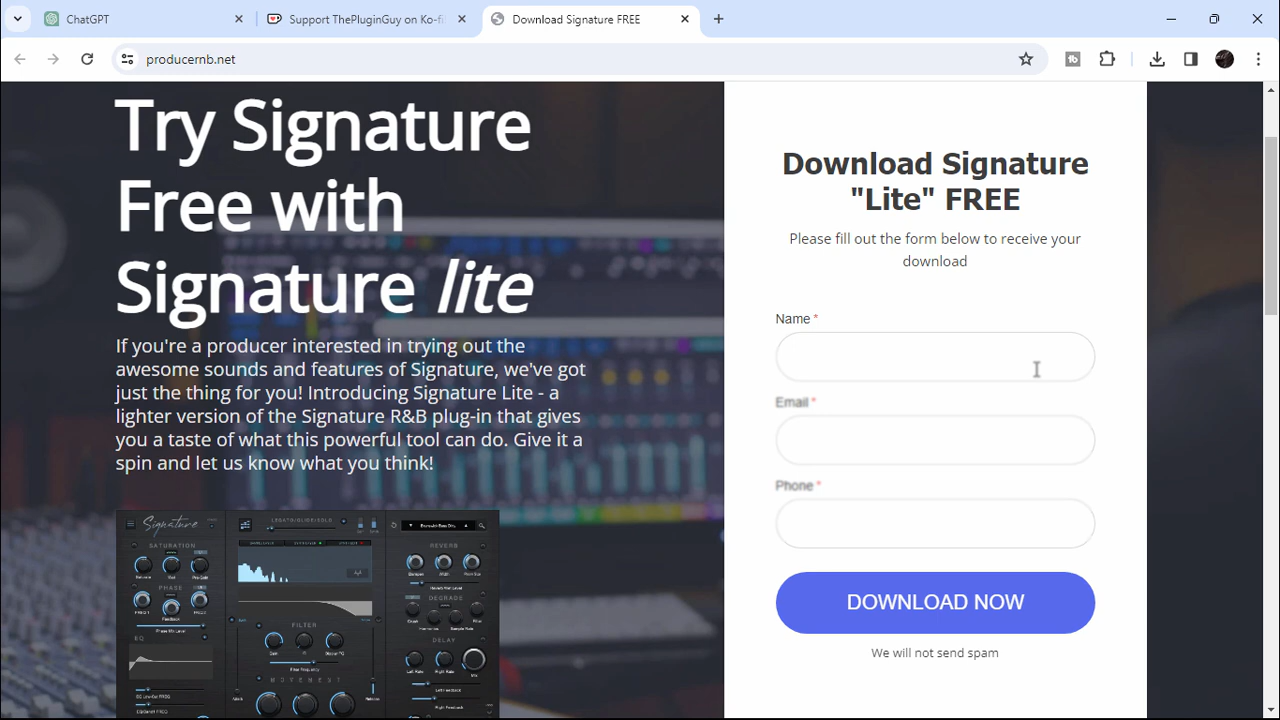 ChatGPT
Support ThePluginGuy on Ko-fi
Download Signature FREE
producernb.net
Try Signature
Free with
Signature lite
If you're a producer interested in trying out the
awesome sounds and features of Signature, we've got
just the thing for you! Introducing Signature Lite - a
lighter version of the Signature R&B plug-in that gives
you a taste of what this powerful tool can do. Give it a
spin and let us know what you think!
Download Signature
"Lite" FREE
Please fill out the form below to receive your
download
Name *
Email *
Phone *
DOWNLOAD NOW
We will not send spam
Signature
LEGATO/GLIDE/SOLO
SATURATION
REVERB
PHASE
DEGRADE
FILTER
EQ
DELAY
MOVEMENT